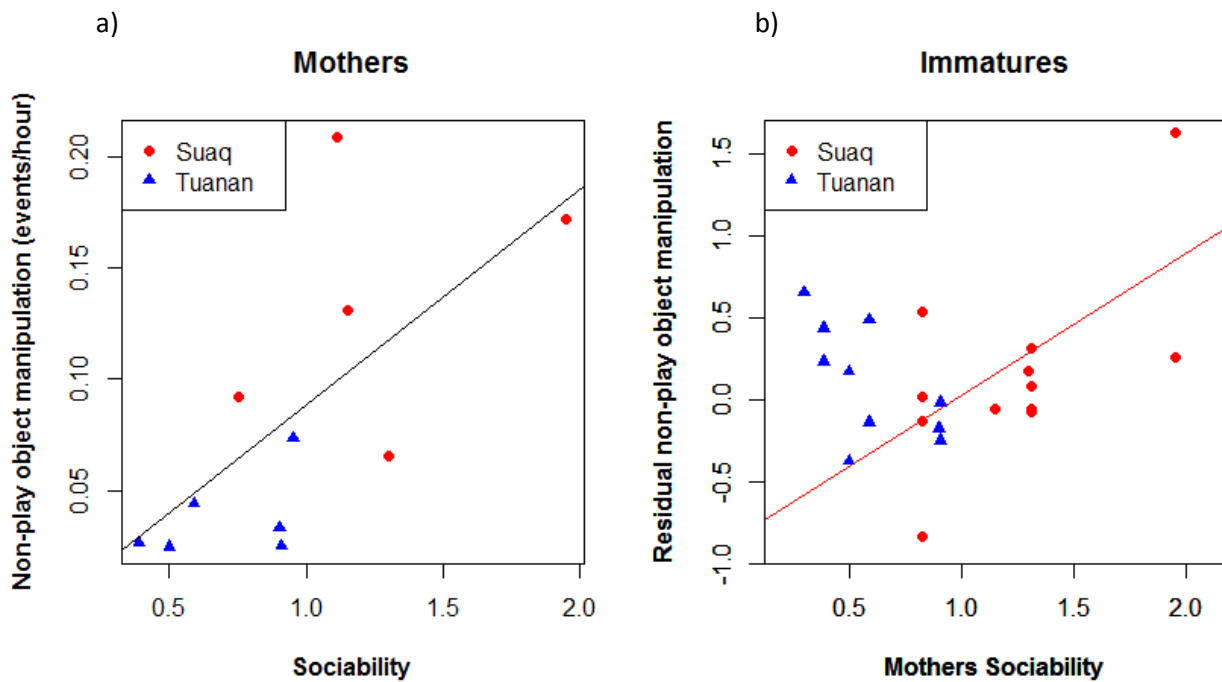 a)
Mothers
Non-play object manipulation (events/hour)
0.20
0.15
0.10
0.05
Suaq
Tuanan
0.5
1.0
1.5
2.0
Sociability
b)
Immatures
Residual non-play object manipulation
1.5
1.0
0.5
0.0
-0.5
-1.0
Suaq
Tuanan
0.5
1.0
1.5
2.0
Mothers Sociability